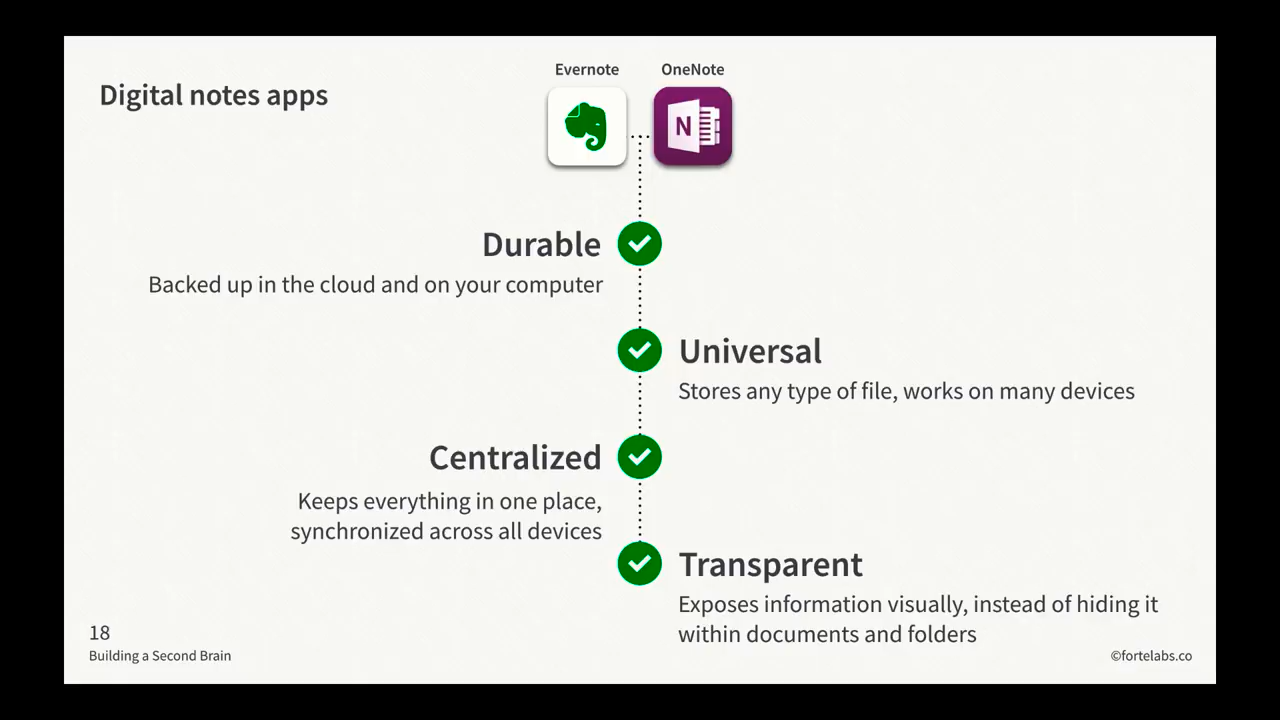 Digital notes apps
Evernote
OneNote
N
Durable
Backed up in the cloud and on your computer
Universal
Stores any type of file, works on many devices
Centralized
Keeps everything in one place,
synchronized across all devices
Transparent
Exposes information visually, instead of hiding it
within documents and folders
18
Building a Second Brain
©fortelabs.co